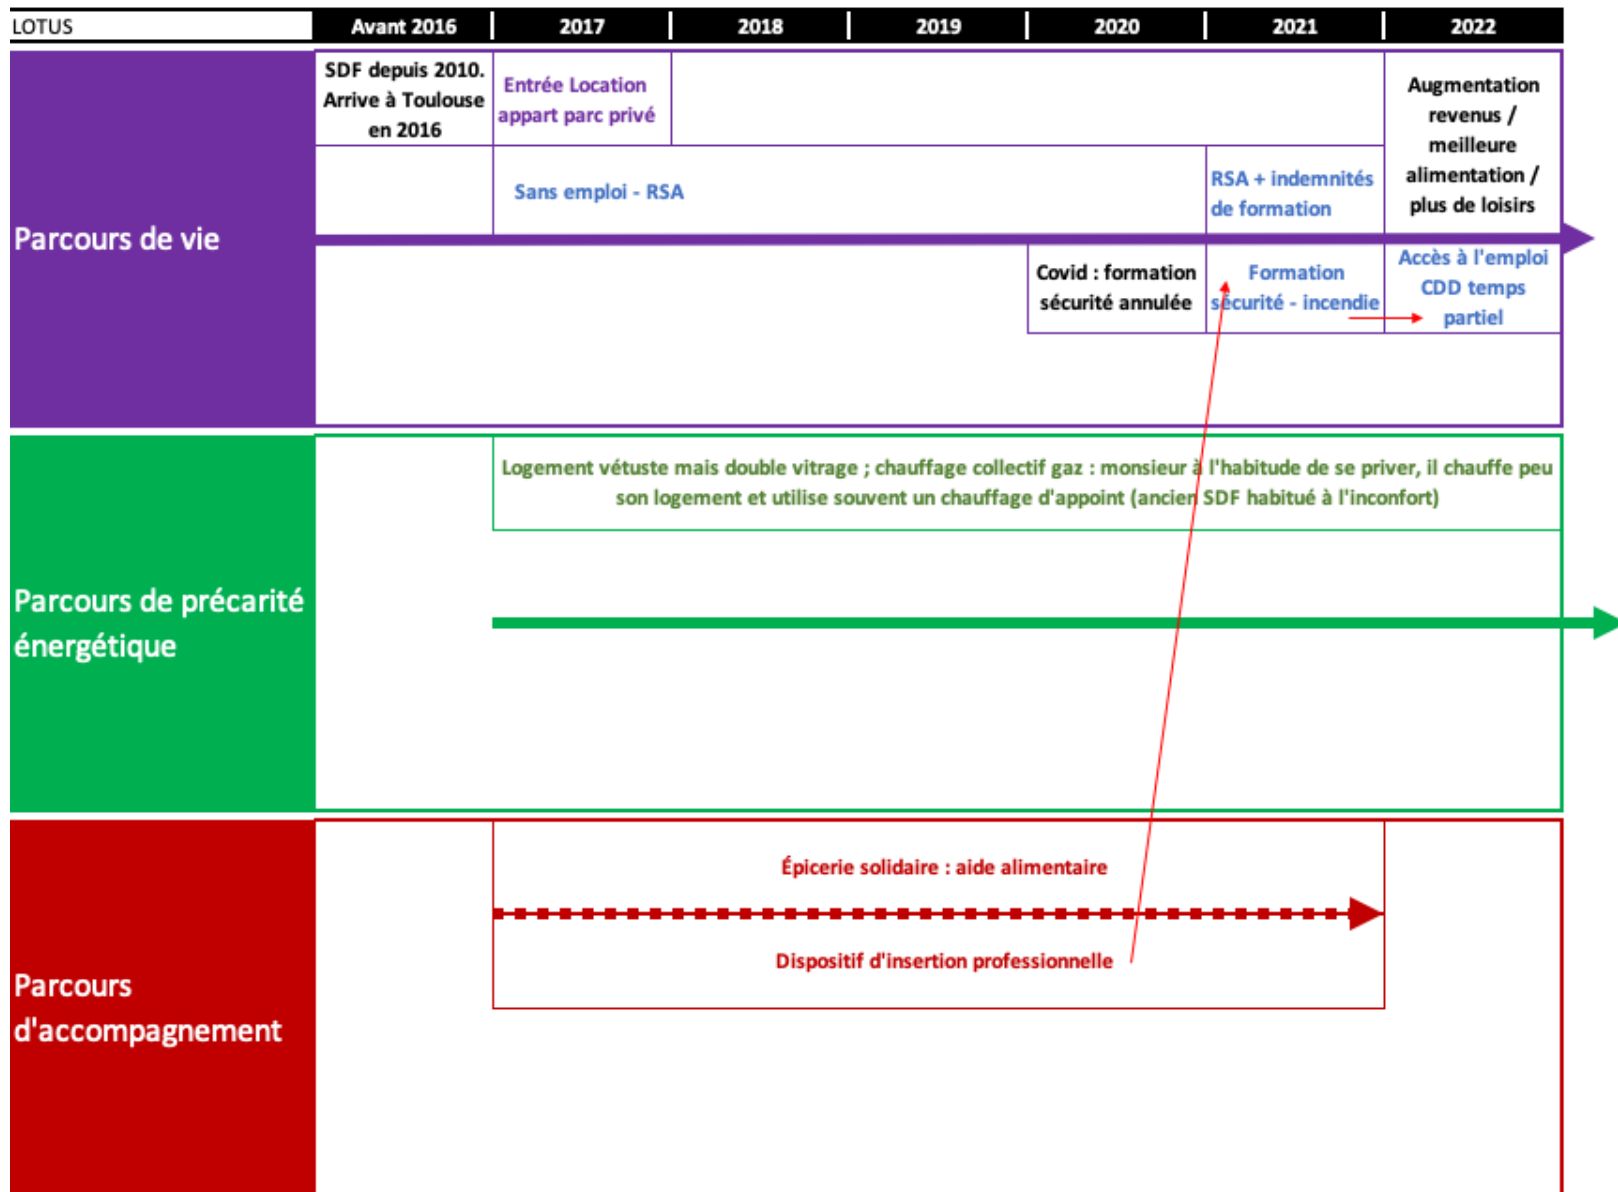 LOTUS
Avant 2016
2017
2018
2019
2020
2021
2022
Parcours de vie
SDF depuis 2010.
Arrive à Toulouse
en 2016
Entrée Location
appart parc privé
Augmentation
revenus /
meilleure
alimentation /
plus de loisirs
Sans emploi - RSA
RSA + indemnités
de formation
Covid : formation
sécurité annulée
Formation
sécurité - incendie
Accès à l'emploi
CDD temps
partiel
Parcours de précarité
énergétique
Logement vétuste mais double vitrage ; chauffage collectif gaz : monsieur à l'habitude de se priver, il chauffe peu
son logement et utilise souvent un chauffage d'appoint (ancien SDF habitué à l'inconfort)
Parcours
d'accompagnement
Épicerie solidaire : aide alimentaire
Dispositif d'insertion professionnelle